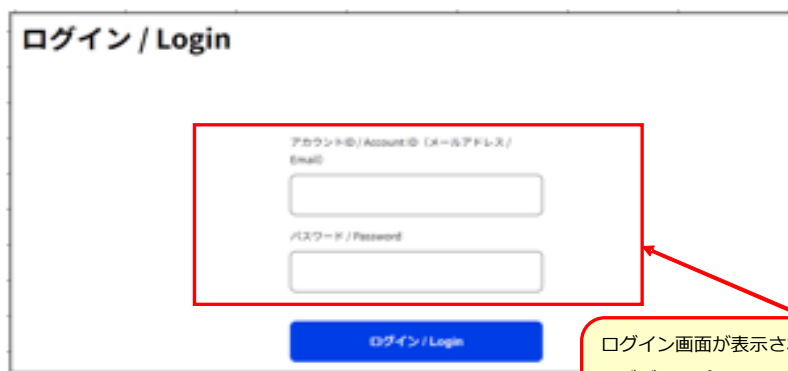 ログイン / Login
アカウントID / Account ID（メールアドレス /
Email）
パスワード / Password
ログイン / Login
ログイン画面が表示さ